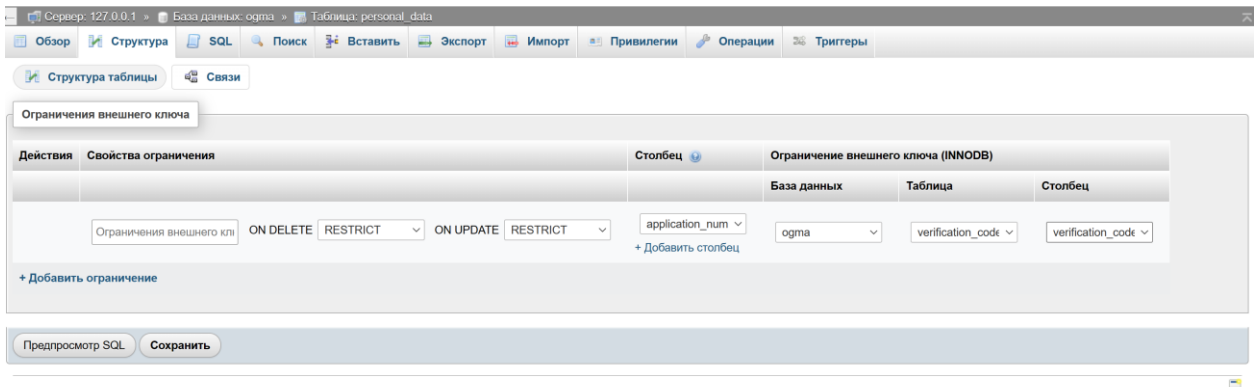 Сервер: 127.0.0.1 » База данных: ogma » Таблица: personal_data
Обзор Структура SQL Поиск Вставить Экспорт Импорт Привилегии Операции Триггеры
Структура таблицы Связи
Ограничения внешнего ключа
Действия Свойства ограничения Столбец Ограничение внешнего ключа (INNODB)
База данных Таблица Столбец
Ограничения внешнего клю ON DELETE RESTRICT ON UPDATE RESTRICT application_num ogma verification_code verification_code
+ Добавить столбец
+ Добавить ограничение
Предпросмотр SQL Сохранить